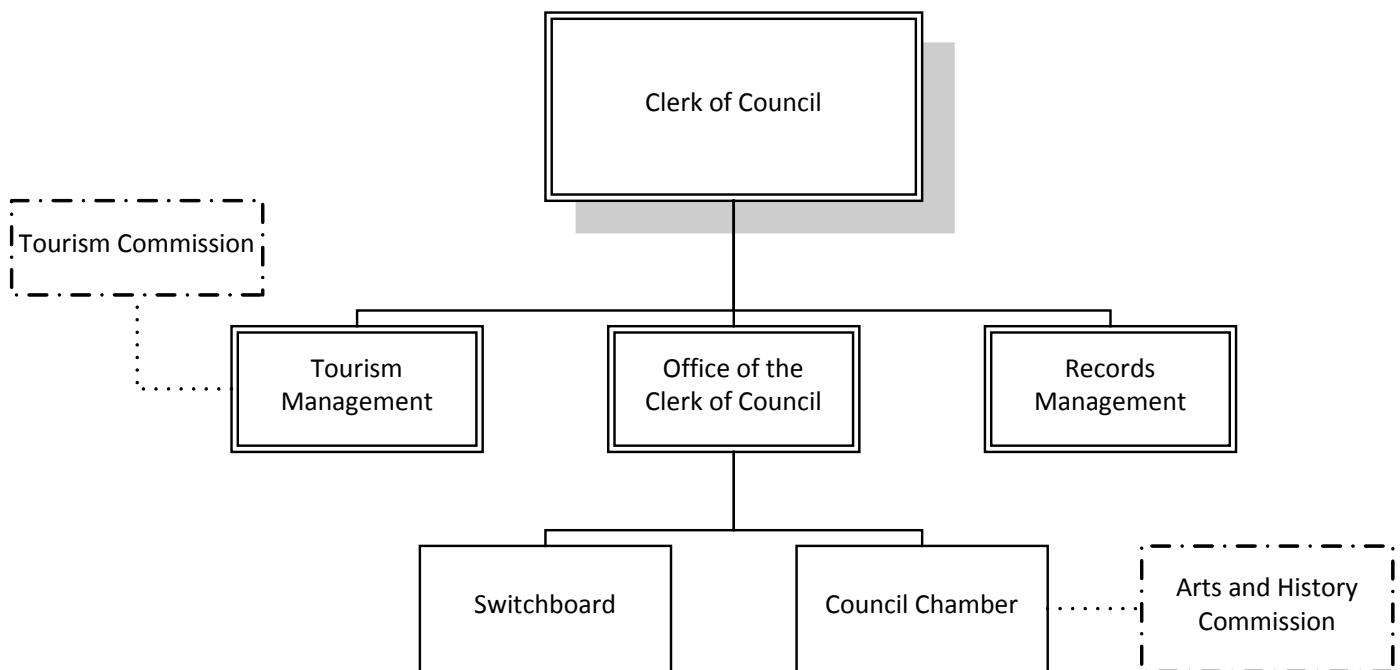 Clerk of Council
Tourism Commission
Tourism
Management
Office of the
Clerk of Council
Records
Management
Switchboard
Council Chamber
Arts and History
Commission